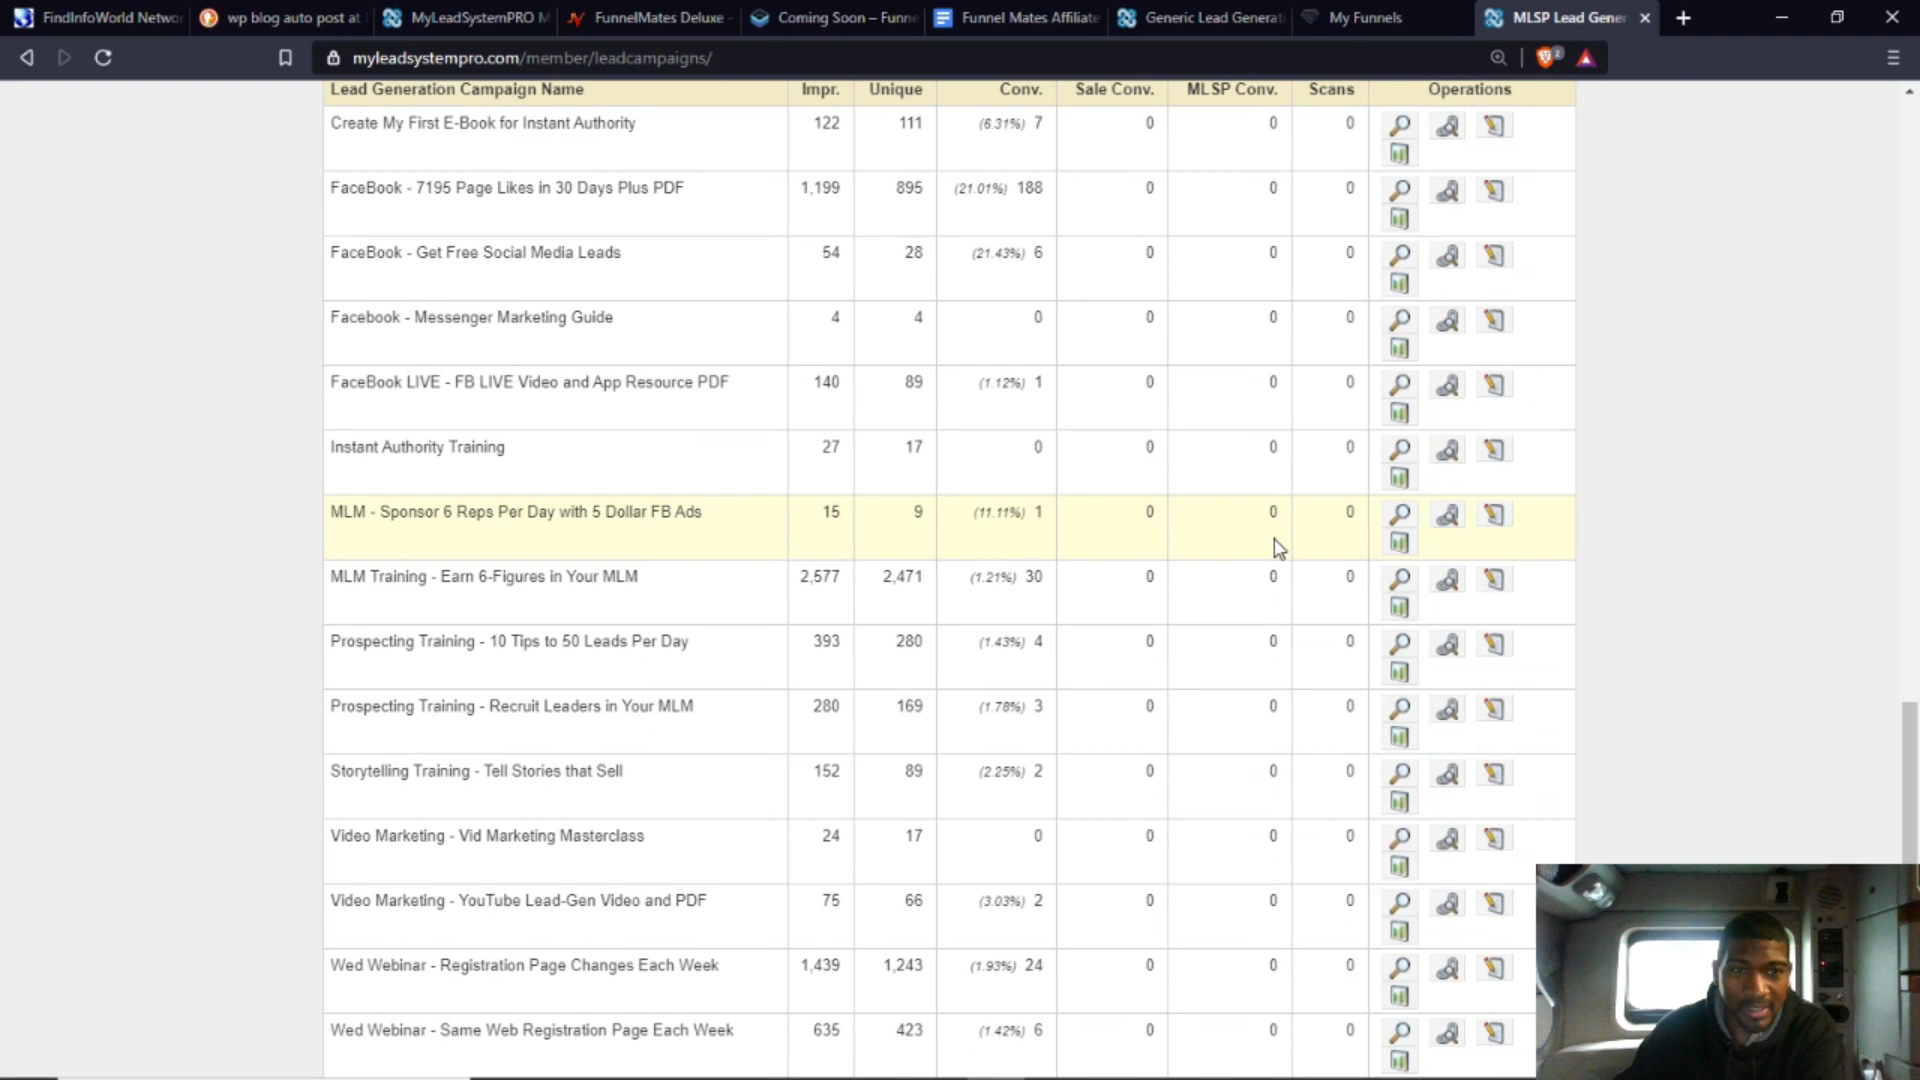 FindInfoWorld Networ
wp blog auto post at
MyLeadSystemPRO M
FunnelMates Deluxe -
Coming Soon – Funne
Funnel Mates Affiliate
Generic Lead Generati
My Funnels
MLSP Lead Gene
myleadsystempro.com/member/leadcampaigns/
2
Lead Generation Campaign Name Impr. Unique Conv. Sale Conv. MLSP Conv. Scans Operations
Create My First E-Book for Instant Authority 122 111 (6.31%) 7 0 0 0
FaceBook - 7195 Page Likes in 30 Days Plus PDF 1,199 895 (21.01%) 188 0 0 0
FaceBook - Get Free Social Media Leads 54 28 (21.43%) 6 0 0 0
Facebook - Messenger Marketing Guide 4 4 0 0 0 0
FaceBook LIVE - FB LIVE Video and App Resource PDF 140 89 (1.12%) 1 0 0 0
Instant Authority Training 27 17 0 0 0 0
MLM - Sponsor 6 Reps Per Day with 5 Dollar FB Ads 15 9 (11.11%) 1 0 0 0
MLM Training - Earn 6-Figures in Your MLM 2,577 2,471 (1.21%) 30 0 0 0
Prospecting Training - 10 Tips to 50 Leads Per Day 393 280 (1.43%) 4 0 0 0
Prospecting Training - Recruit Leaders in Your MLM 280 169 (1.78%) 3 0 0 0
Storytelling Training - Tell Stories that Sell 152 89 (2.25%) 2 0 0 0
Video Marketing - Vid Marketing Masterclass 24 17 0 0 0 0
Video Marketing - YouTube Lead-Gen Video and PDF 75 66 (3.03%) 2 0 0 0
Wed Webinar - Registration Page Changes Each Week 1,439 1,243 (1.93%) 24 0 0 0
Wed Webinar - Same Web Registration Page Each Week 635 423 (1.42%) 6 0 0 0